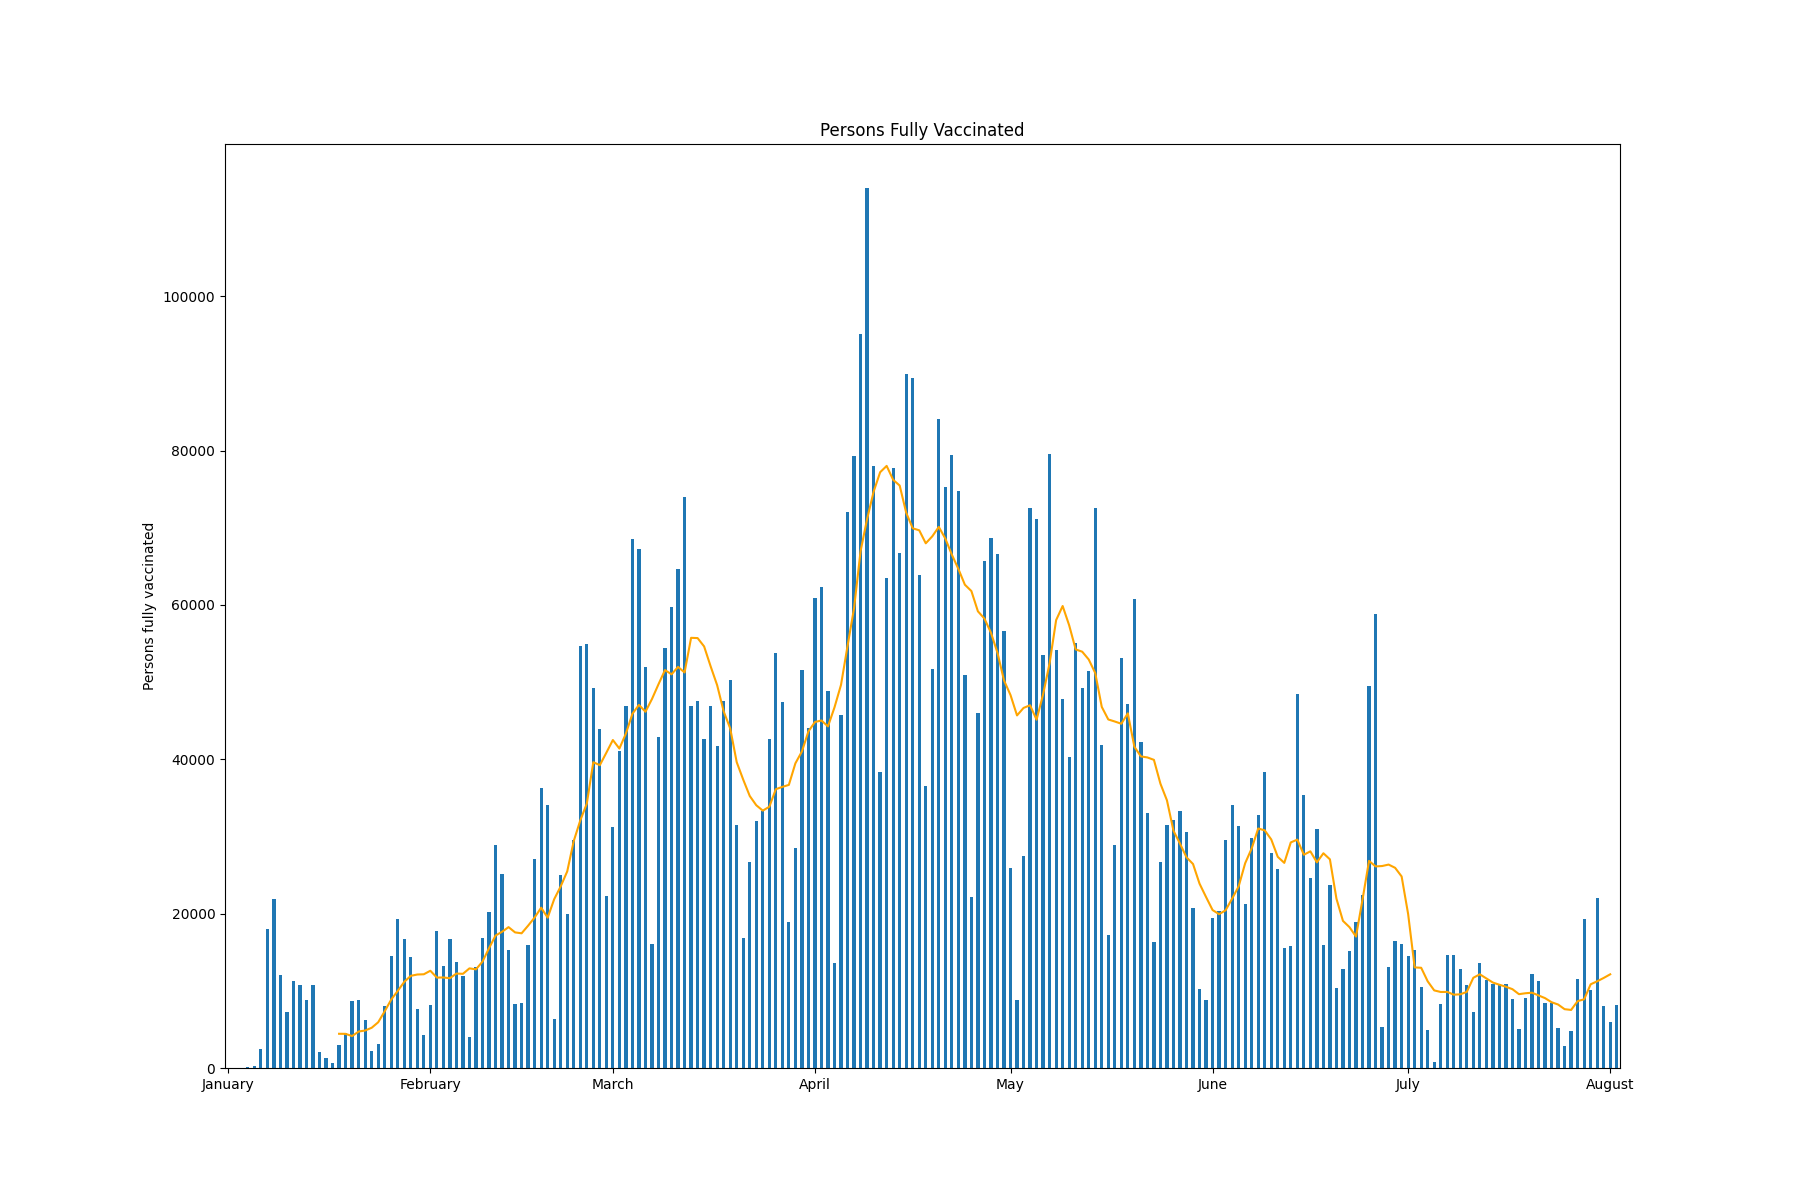 Persons Fully Vaccinated
Persons fully vaccinated
100000
80000
60000
40000
20000
0
January February March April May June July August